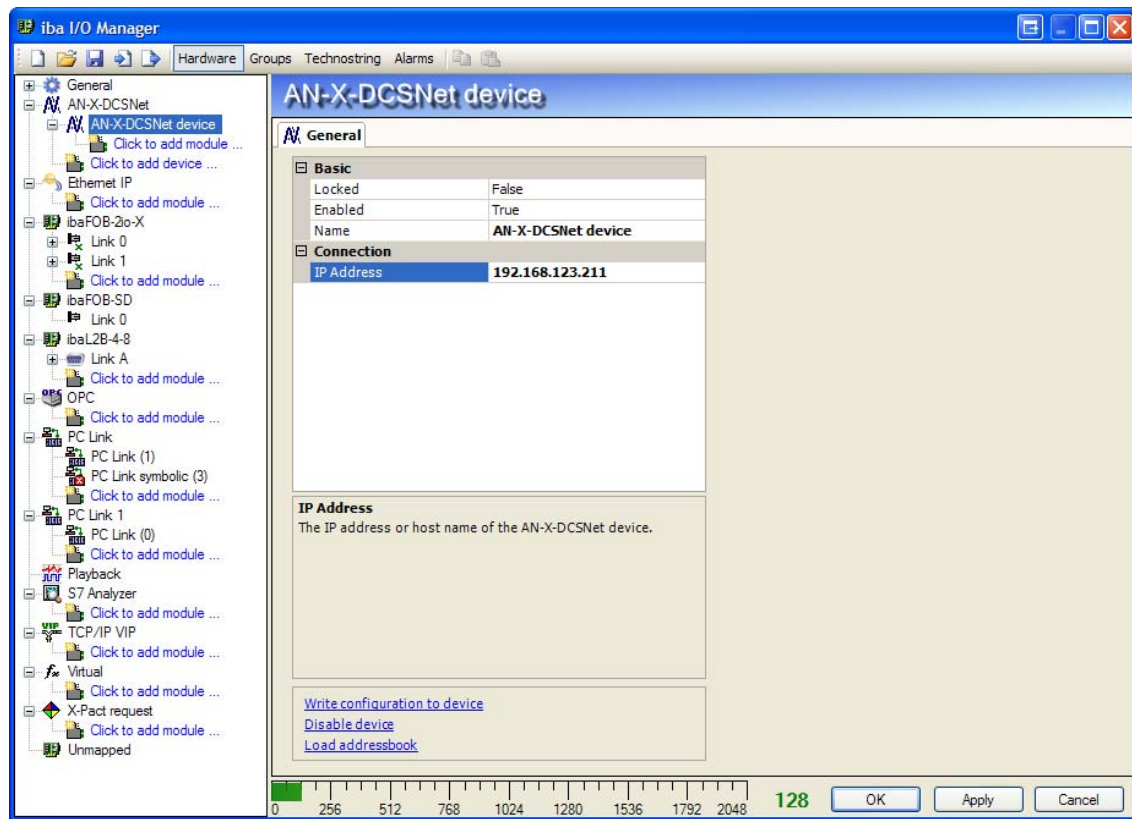 iba I/O Manager
Hardware Groups Technostring Alarms
General
AN-X-DCSNet
AN-X-DCSNet device
Click to add module ...
Click to add device ...
Ethernet IP
Click to add module ...
ibaFOB-2io-X
Link 0
Link 1
Click to add module ...
ibaFOB-SD
Link 0
ibaL2B-4-8
Link A
Click to add module ...
OPC
Click to add module ...
PC Link
PC Link (1)
PC Link symbolic (3)
Click to add module ...
PC Link 1
PC Link (0)
Click to add module ...
Playback
S7 Analyzer
Click to add module ...
TCP/IP VIP
Click to add module ...
Virtual
Click to add module ...
X-Pact request
Click to add module ...
Unmapped
AN-X-DCSNet device
General
Basic
Locked False
Enabled True
Name AN-X-DCSNet device
Connection
IP Address 192.168.123.211
IP Address
The IP address or host name of the AN-X-DCSNet device.
Write configuration to device
Disable device
Load addressbook
0 256 512 768 1024 1280 1536 1792 2048
128 OK Apply Cancel